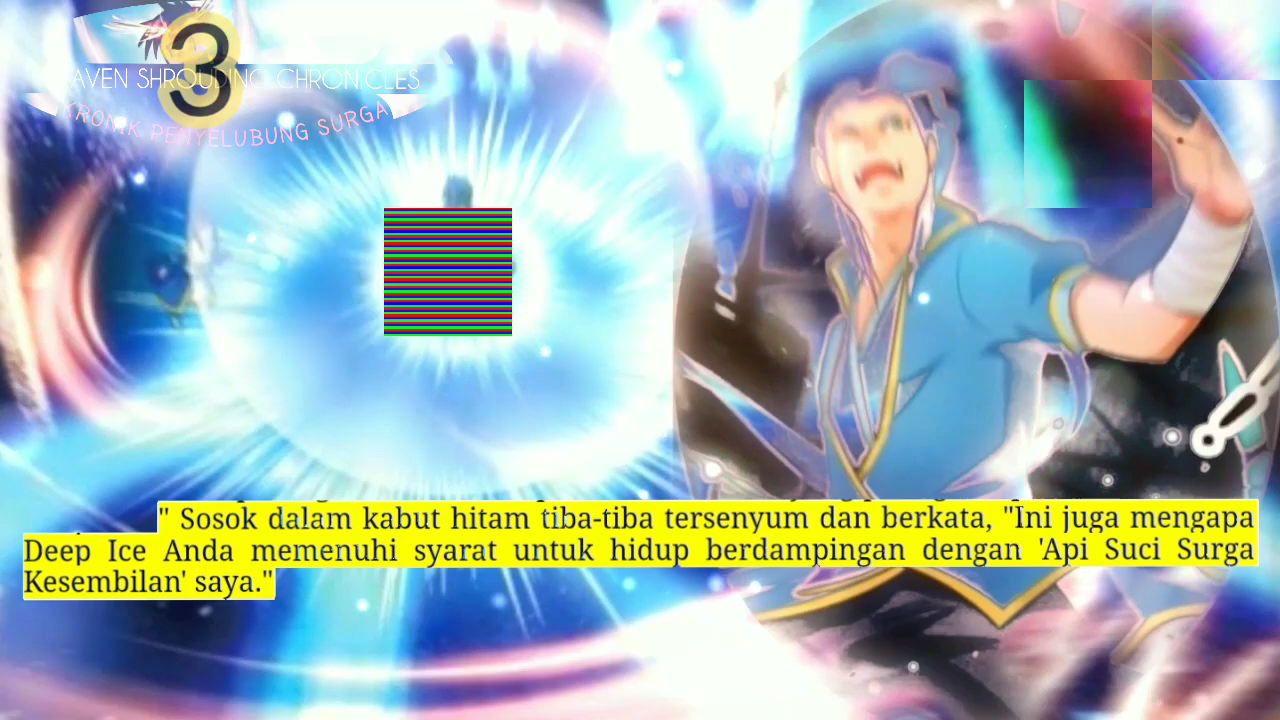 3
AVEN SHROUDING CHRONICLES
KRONIK PENYELUBUNG SURGA
" Sosok dalam kabut hitam tiba-tiba tersenyum dan berkata, "Ini juga mengapa
Deep Ice Anda memenuhi syarat untuk hidup berdampingan dengan 'Api Suci Surga
Kesembilan' saya."